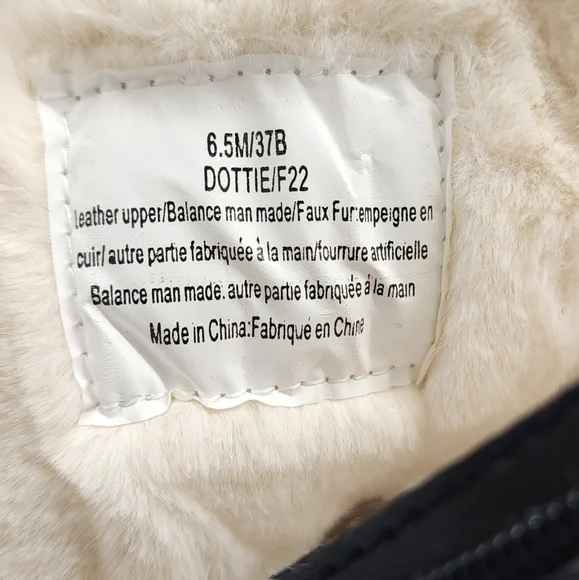 6.5M/37B
DOTTIE/F22
Leather upper/Balance man made/Faux Fur:empeigne en
cuir/ autre partie fabriquée à la main/fourrure artificielle
Balance man made: autre partie fabriquée à la main
Made in China:Fabriqué en Chine